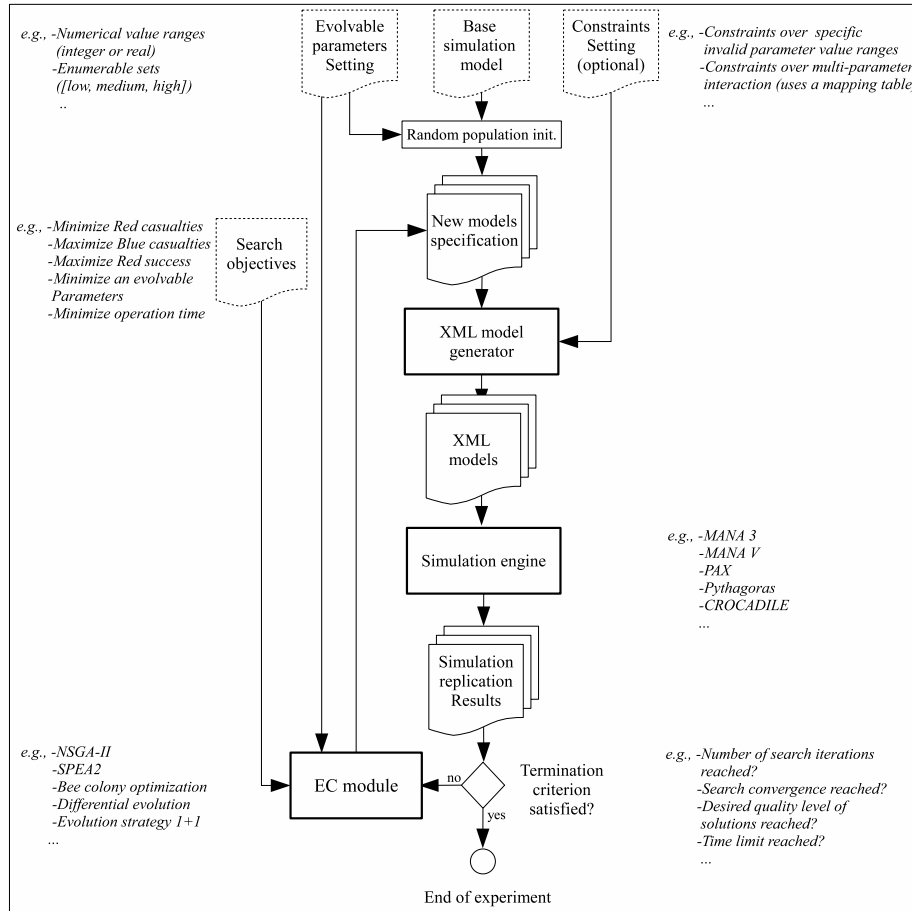 e.g., -Numerical value ranges
(integer or real)
-Enumerable sets
([low, medium, high])
..
Evolvable
parameters
Setting
Base
simulation
model
Constraints
Setting
(optional)
e.g., -Constraints over specific
invalid parameter value ranges
-Constraints over multi-parameter
interaction (uses a mapping table)
...
Random population init.
e.g., -Minimize Red casualties
-Maximize Blue casualties
-Maximize Red success
-Minimize an evolvable
Parameters
-Minimize operation time
Search
objectives
New models
specification
XML model
generator
XML
models
Simulation engine
e.g., -MANA 3
-MANA V
-PAX
-Pythagoras
-CROCADILE
...
Simulation
replication
Results
e.g., -NSGA-II
-SPEA2
-Bee colony optimization
-Differential evolution
-Evolution strategy 1+1
...
EC module
no
yes
Termination
criterion
satisfied?
e.g., -Number of search iterations
reached?
-Search convergence reached?
-Desired quality level of
solutions reached?
-Time limit reached?
...
End of experiment